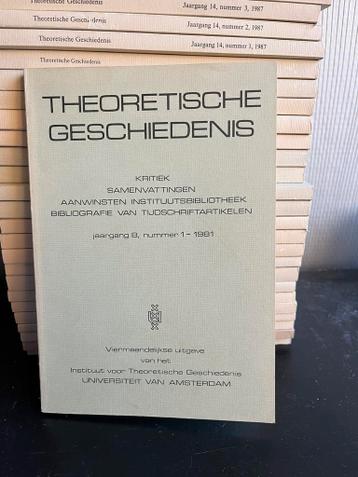 Theoretische Geschiedenis Jaargang 14, nummer 3, 1987
Theoretische Geschiedenis Jaargang 14, nummer 2, 1987
Theoretische Geschiedenis Jaargang 14, nummer 1, 1987
Theoretische Geschiedenis
THEORETISCHE
GESCHIEDENIS
KRITIEK
SAMENVATTINGEN
AANWINSTEN INSTITUUTSBIBLIOTHEEK
BIBLIOGRAFIE VAN TIJDSCHRIFTARTIKELEN
jaargang 8, nummer 1 - 1981
Viermaandelijkse uitgave
van het
Instituut voor Theoretische Geschiedenis
UNIVERSITEIT VAN AMSTERDAM